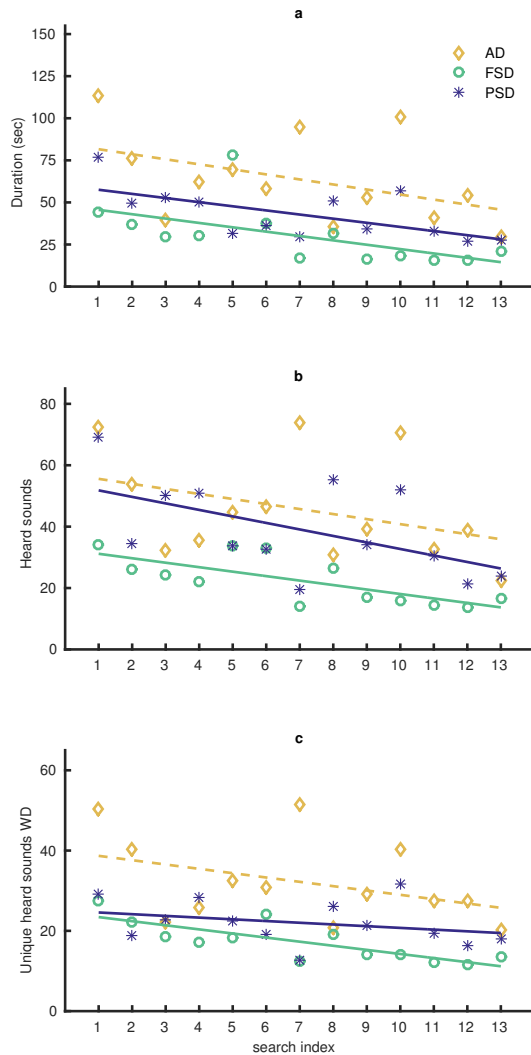 a
150
125
100
75
50
25
0
Duration (sec)
AD
FSD
PSD
1 2 3 4 5 6 7 8 9 10 11 12 13
b
80
60
40
20
0
Heard sounds
1 2 3 4 5 6 7 8 9 10 11 12 13
c
60
40
20
0
Unique heard sounds WD
1 2 3 4 5 6 7 8 9 10 11 12 13
search index